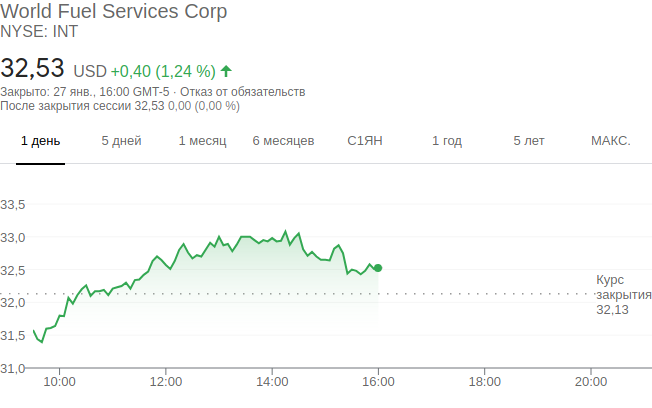 World Fuel Services Corp
NYSE: INT
32,53 USD +0,40 (1,24 %)
Закрыто: 27 янв., 16:00 GMT-5 · Отказ от обязательств
После закрытия сессии 32,53 0,00 (0,00 %)
1 день 5 дней 1 месяц 6 месяцев С1ЯН 1 год 5 лет МАКС.
33,5
33,0
32,5
32,0
31,5
31,0
Курс
закрытия
32,13
10:00 12:00 14:00 16:00 18:00 20:00